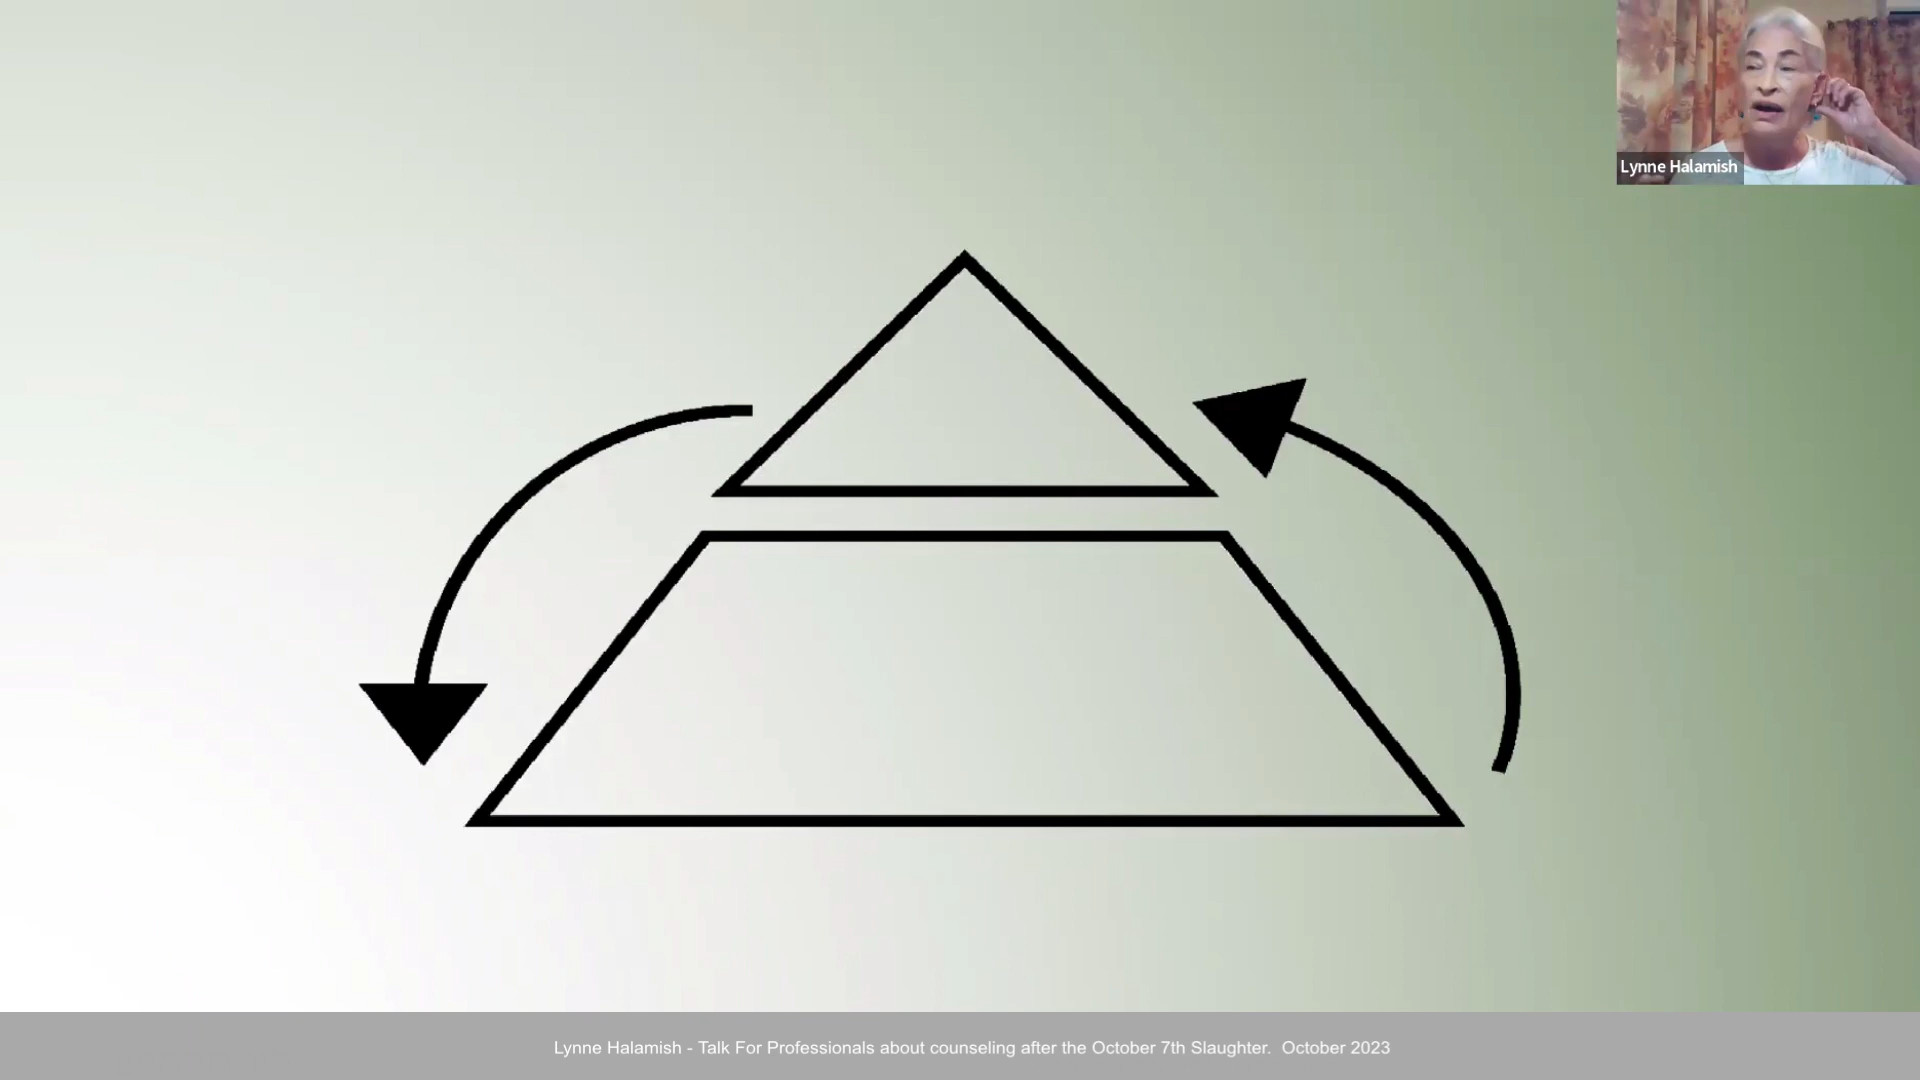 Lynne Halamish
Lynne Halamish - Talk For Professionals about counseling after the October 7th Slaughter.  October 2023